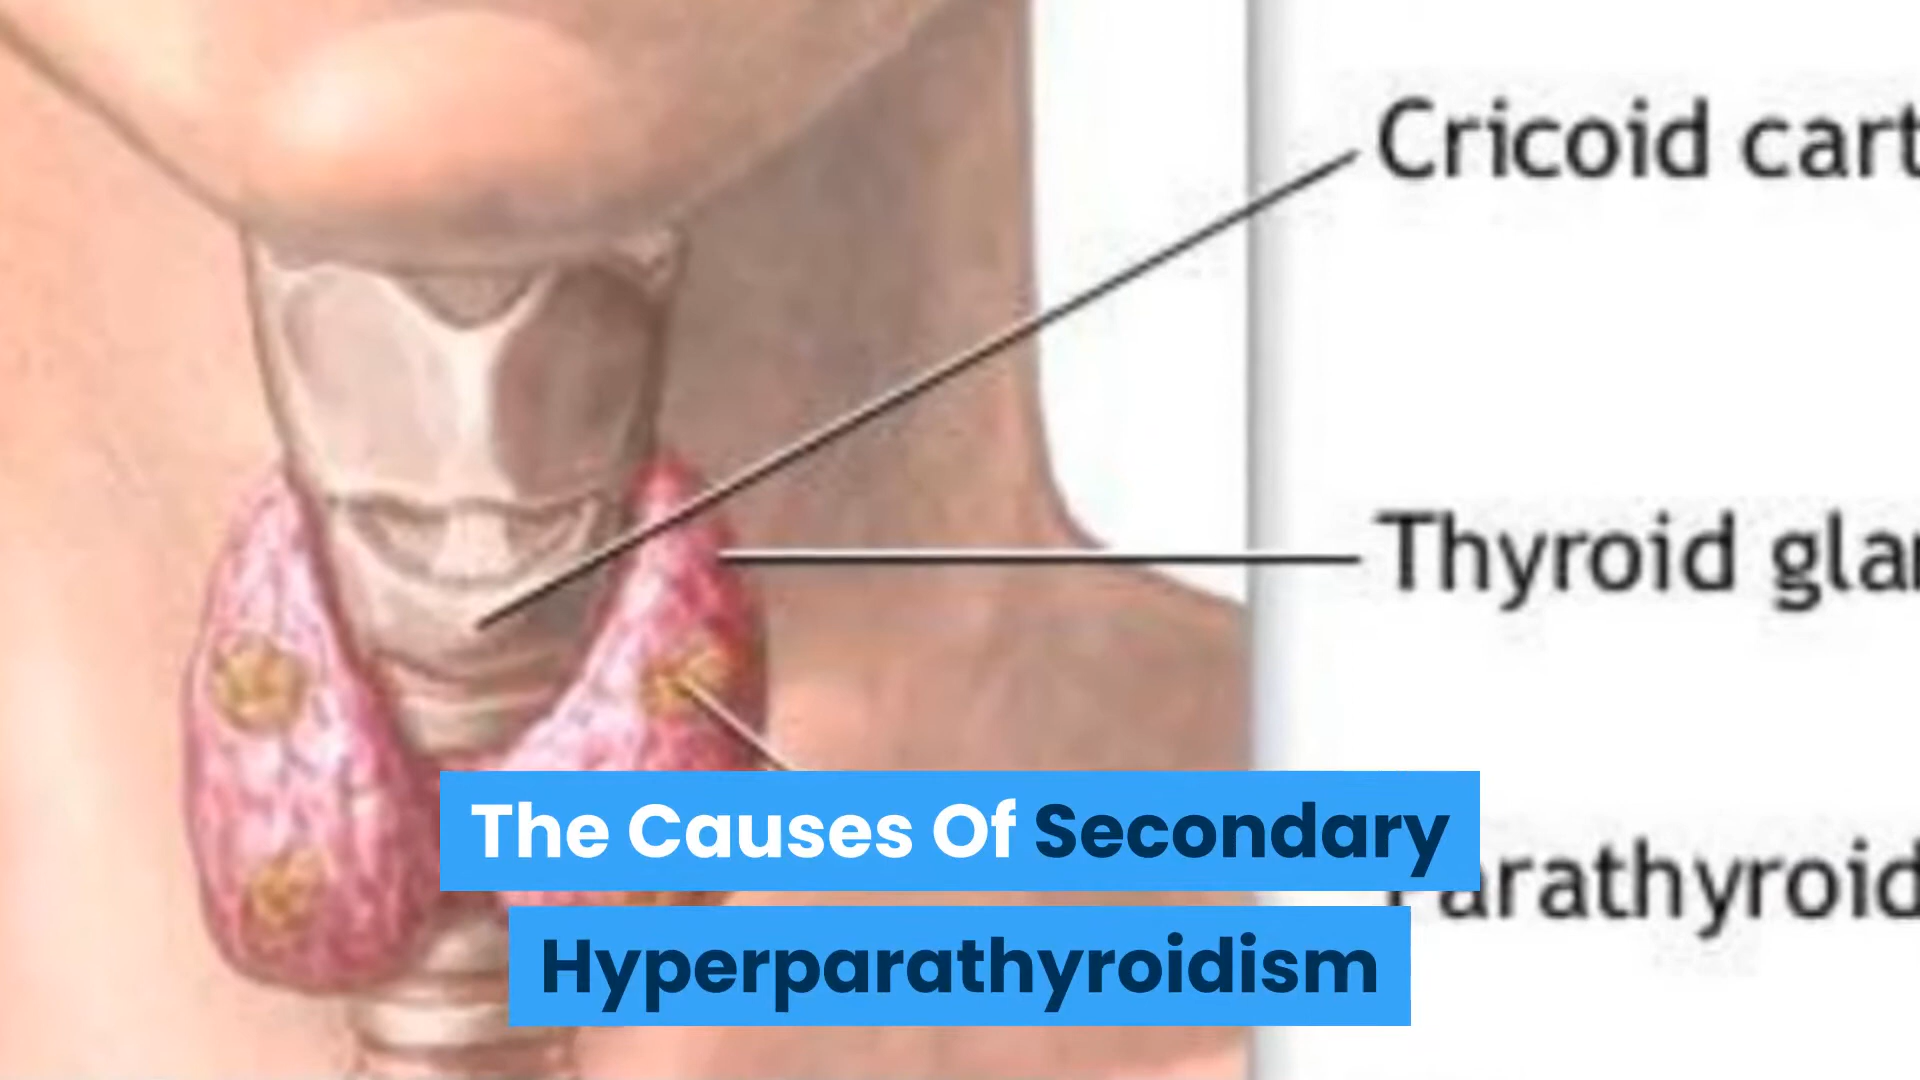 Cricoid cart
Thyroid gla
The Causes Of Secondary
arathyroid
Hyperparathyroidism